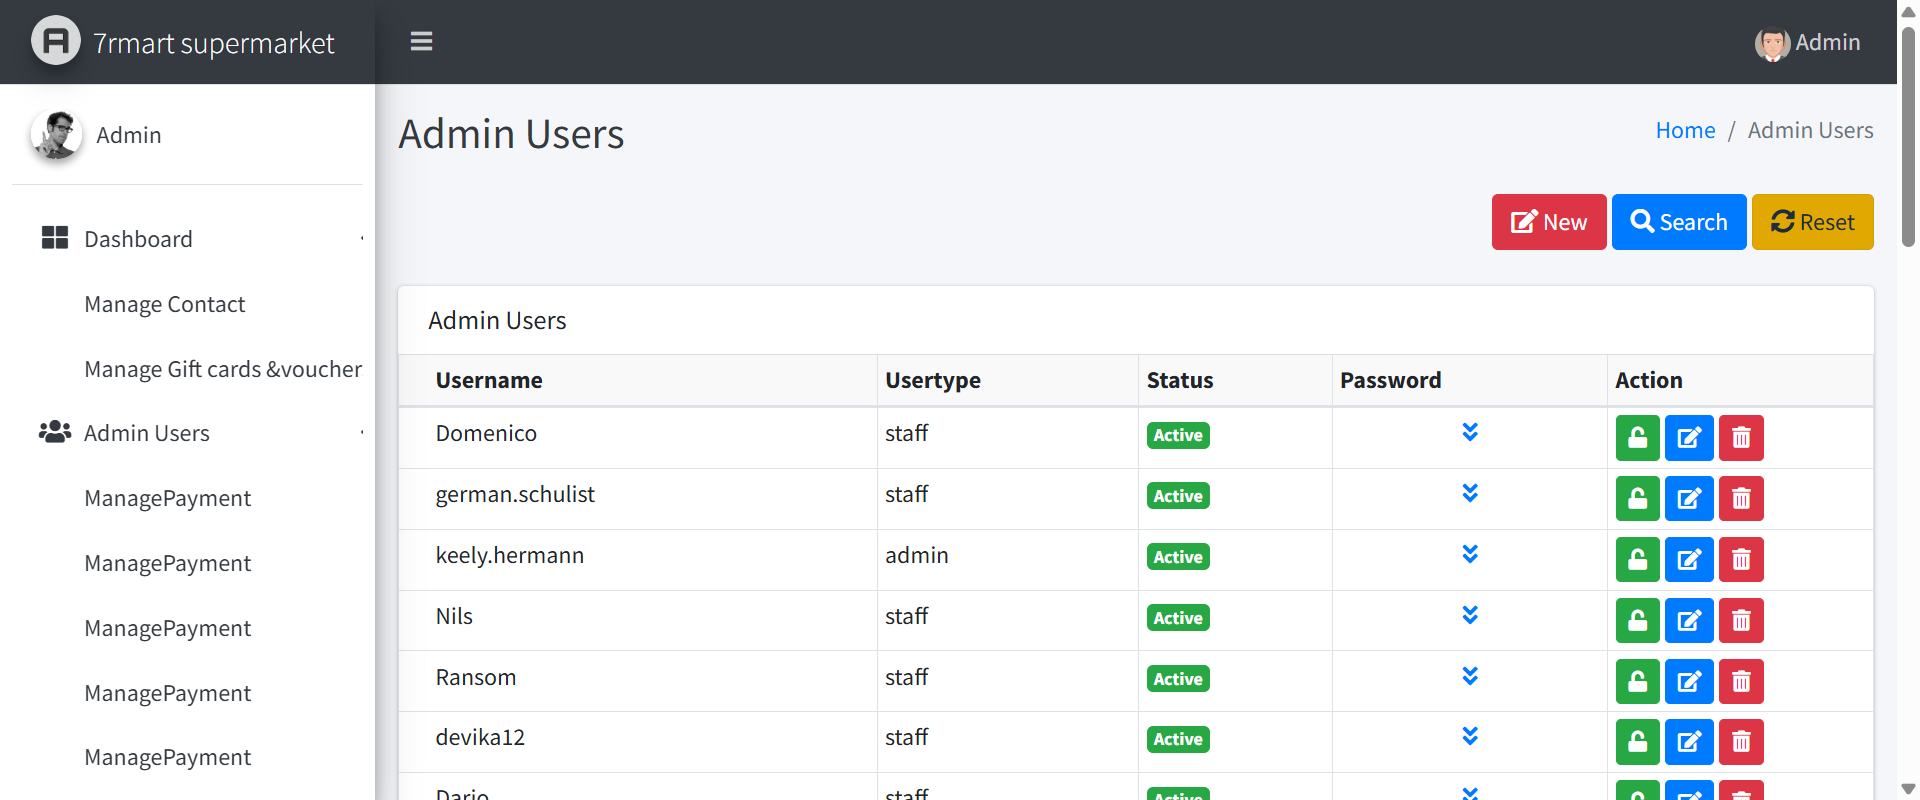 7rmart supermarket
Admin
Admin
Admin Users
Home / Admin Users
New
Search
Reset
Dashboard
Manage Contact
Manage Gift cards &voucher
Admin Users
ManagePayment
ManagePayment
ManagePayment
ManagePayment
ManagePayment
Admin Users
Username Usertype Status Password Action
Domenico staff Active
german.schulist staff Active
keely.hermann admin Active
Nils staff Active
Ransom staff Active
devika12 staff Active
Dario staff Active